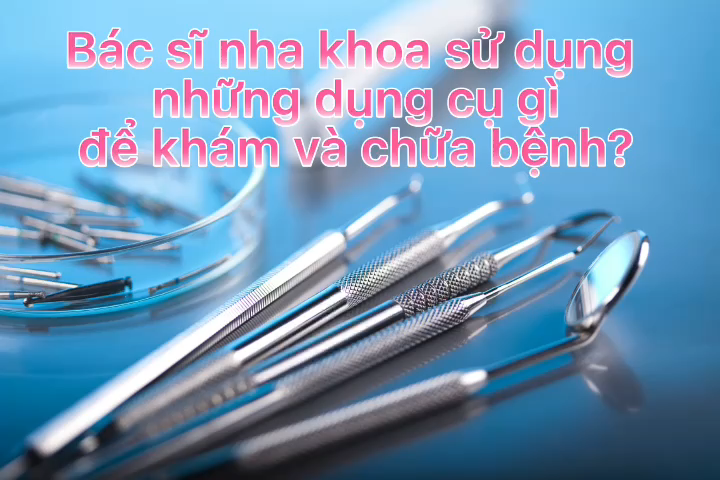 Bác sĩ nha khoa sử dụng
những dụng cụ gì
để khám và chữa bệnh?